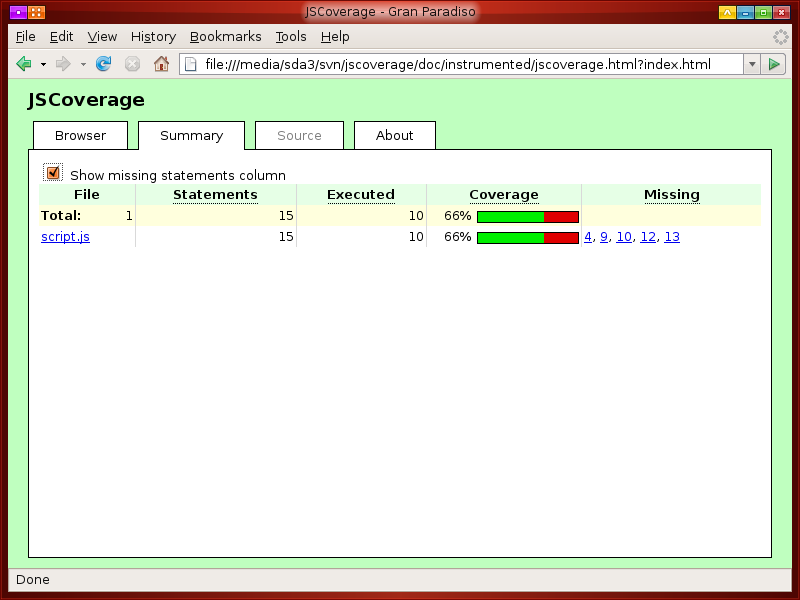 JSCoverage - Gran Paradiso
File Edit View History Bookmarks Tools Help
file:///media/sda3/svn/jscoverage/doc/instrumented/jscoverage.html?index.html
JSCoverage
Browser Summary Source About
Show missing statements column
File Statements Executed Coverage Missing
Total: 1 15 10 66%
script.js 15 10 66% 4, 9, 10, 12, 13
Done